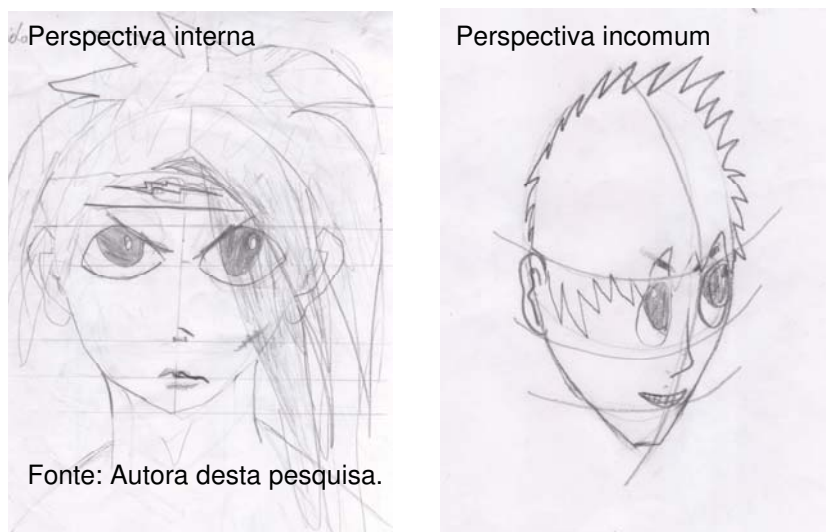 Perspectiva interna
Perspectiva incomum
Fonte: Autora desta pesquisa.